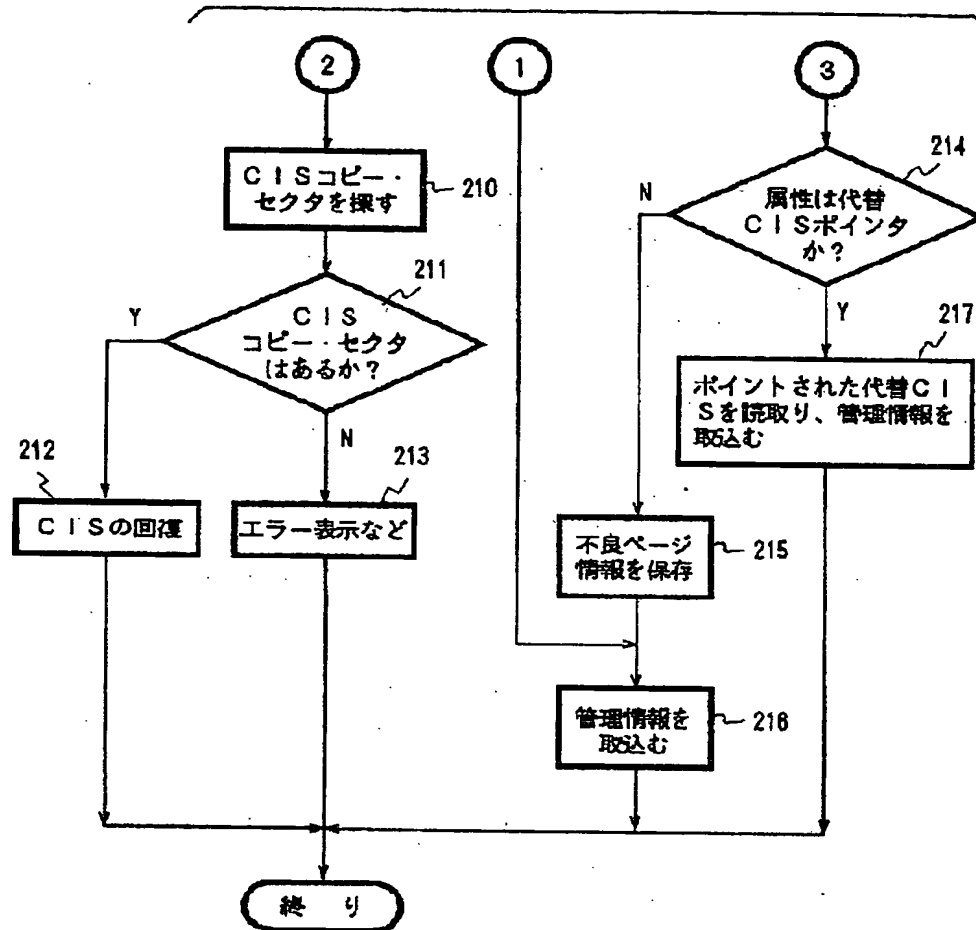 2
1
3
CISコピー・
セクタを探す
210
CIS
コピー・セクタ
はあるか?
211
Y
N
212
CISの回復
213
エラー表示など
214
属性は代替
CISポインタ
か?
N
Y
217
ポイントされた代替CI
Sを読取り、管理情報を
取込む
不良ページ
情報を保存
215
管理情報を
取込む
216
終り